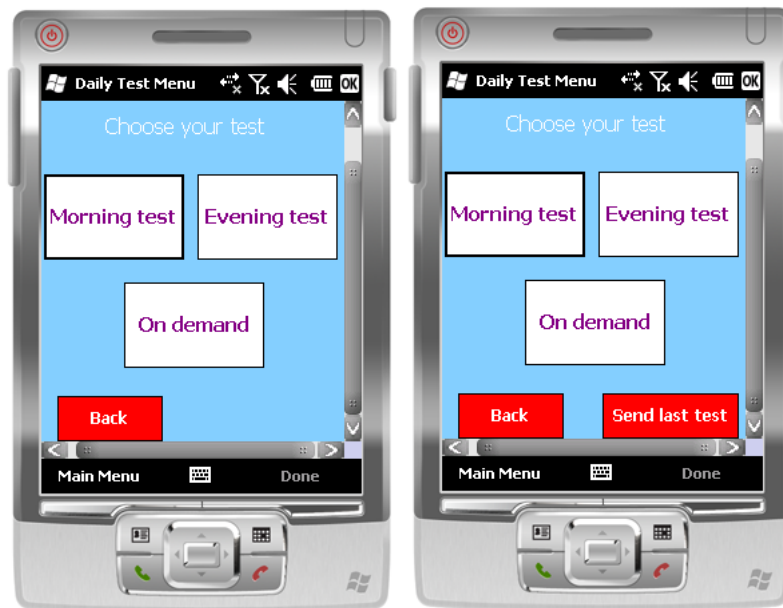 Daily Test Menu OK
Choose your test
Morning test Evening test
On demand
Back
Main Menu Done
Daily Test Menu OK
Choose your test
Morning test Evening test
On demand
Back Send last test
Main Menu Done